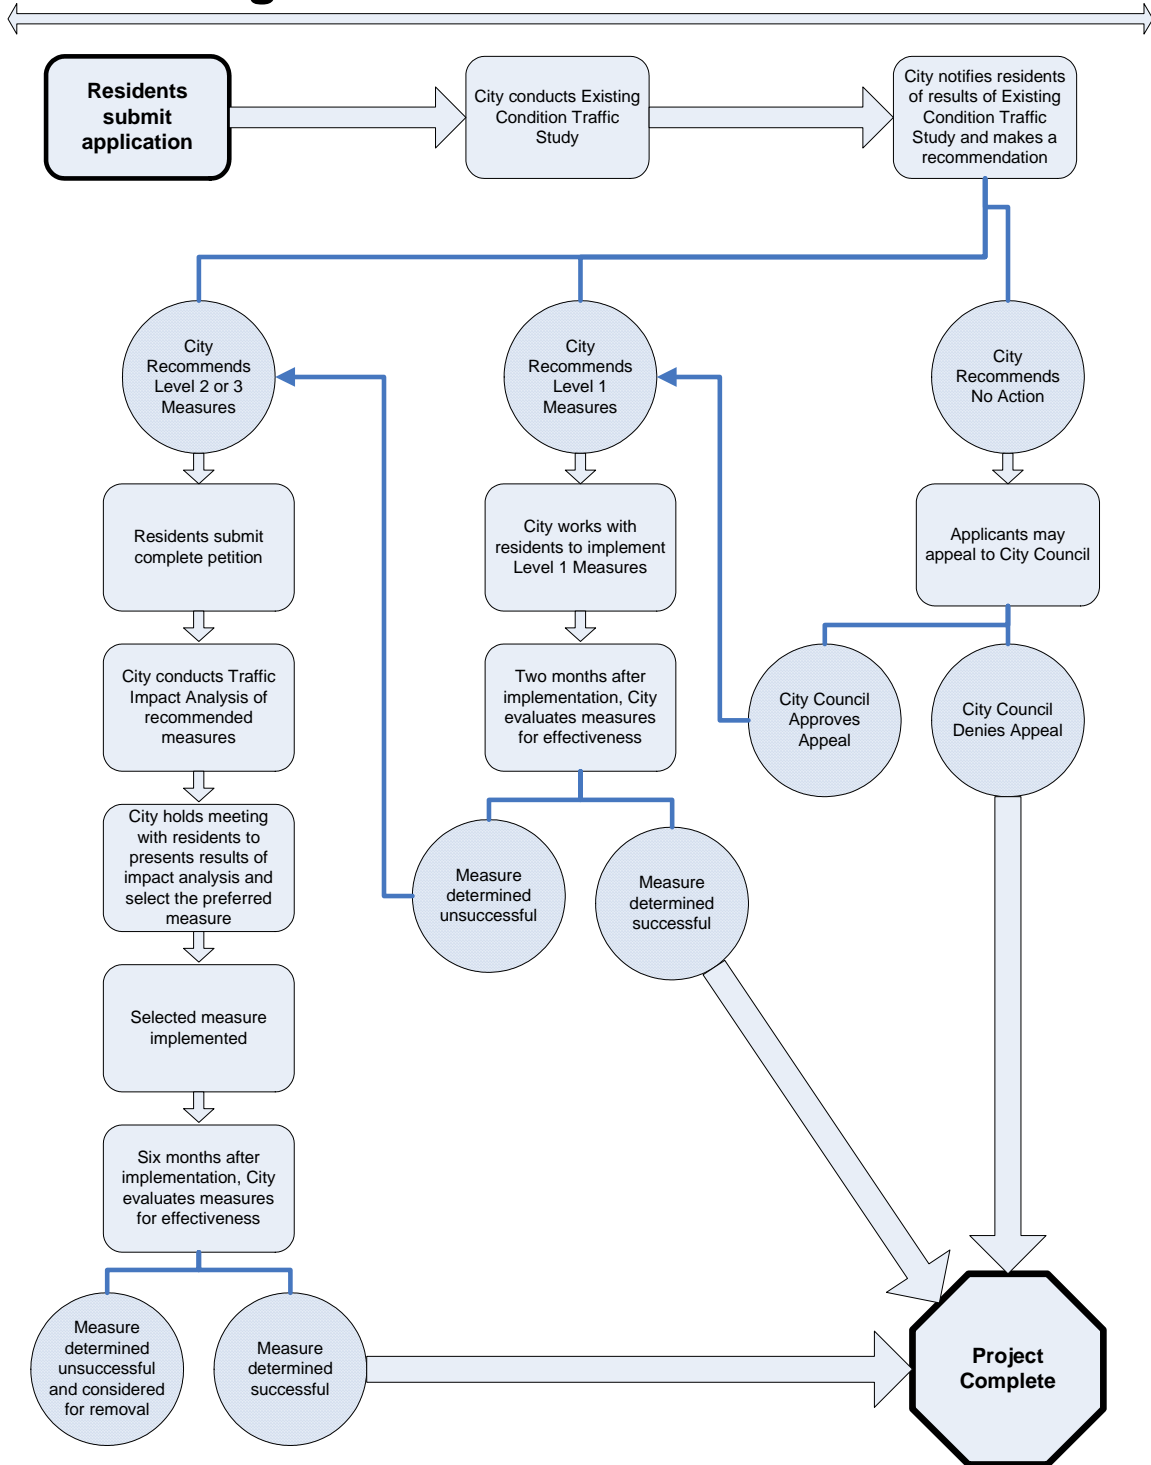 Residents
submit
application
City conducts Existing
Condition Traffic
Study
City notifies residents
of results of Existing
Condition Traffic
Study and makes a
recommendation
City
Recommends
Level 2 or 3
Measures
City
Recommends
Level 1
Measures
City
Recommends
No Action
Residents submit
complete petition
City works with
residents to implement
Level 1 Measures
Applicants may
appeal to City Council
City conducts Traffic
Impact Analysis of
recommended
measures
Two months after
implementation, City
evaluates measures
for effectiveness
City Council
Approves
Appeal
City Council
Denies Appeal
City holds meeting
with residents to
presents results of
impact analysis and
select the preferred
measure
Measure
determined
unsuccessful
Measure
determined
successful
Selected measure
implemented
Six months after
implementation, City
evaluates measures
for effectiveness
Measure
determined
unsuccessful
and considered
for removal
Measure
determined
successful
Project
Complete